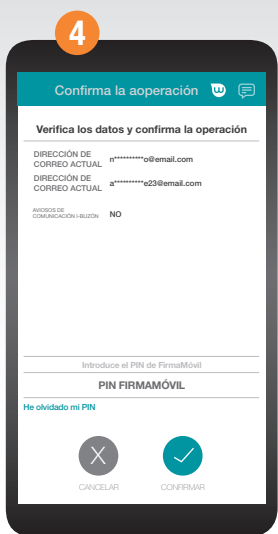 4
Confirma la aoperación
Verifica los datos y confirma la operación
DIRECCIÓN DE
CORREO ACTUAL n**********o@email.com
DIRECCIÓN DE
CORREO ACTUAL a**********e23@email.com
AVIOSOS DE
COMUNICACIÓN I-BUZÓN NO
Introduce el PIN de FirmaMóvil
PIN FIRMAMÓVIL
He olvidado mi PIN
X
CANCELAR CONFIRMAR